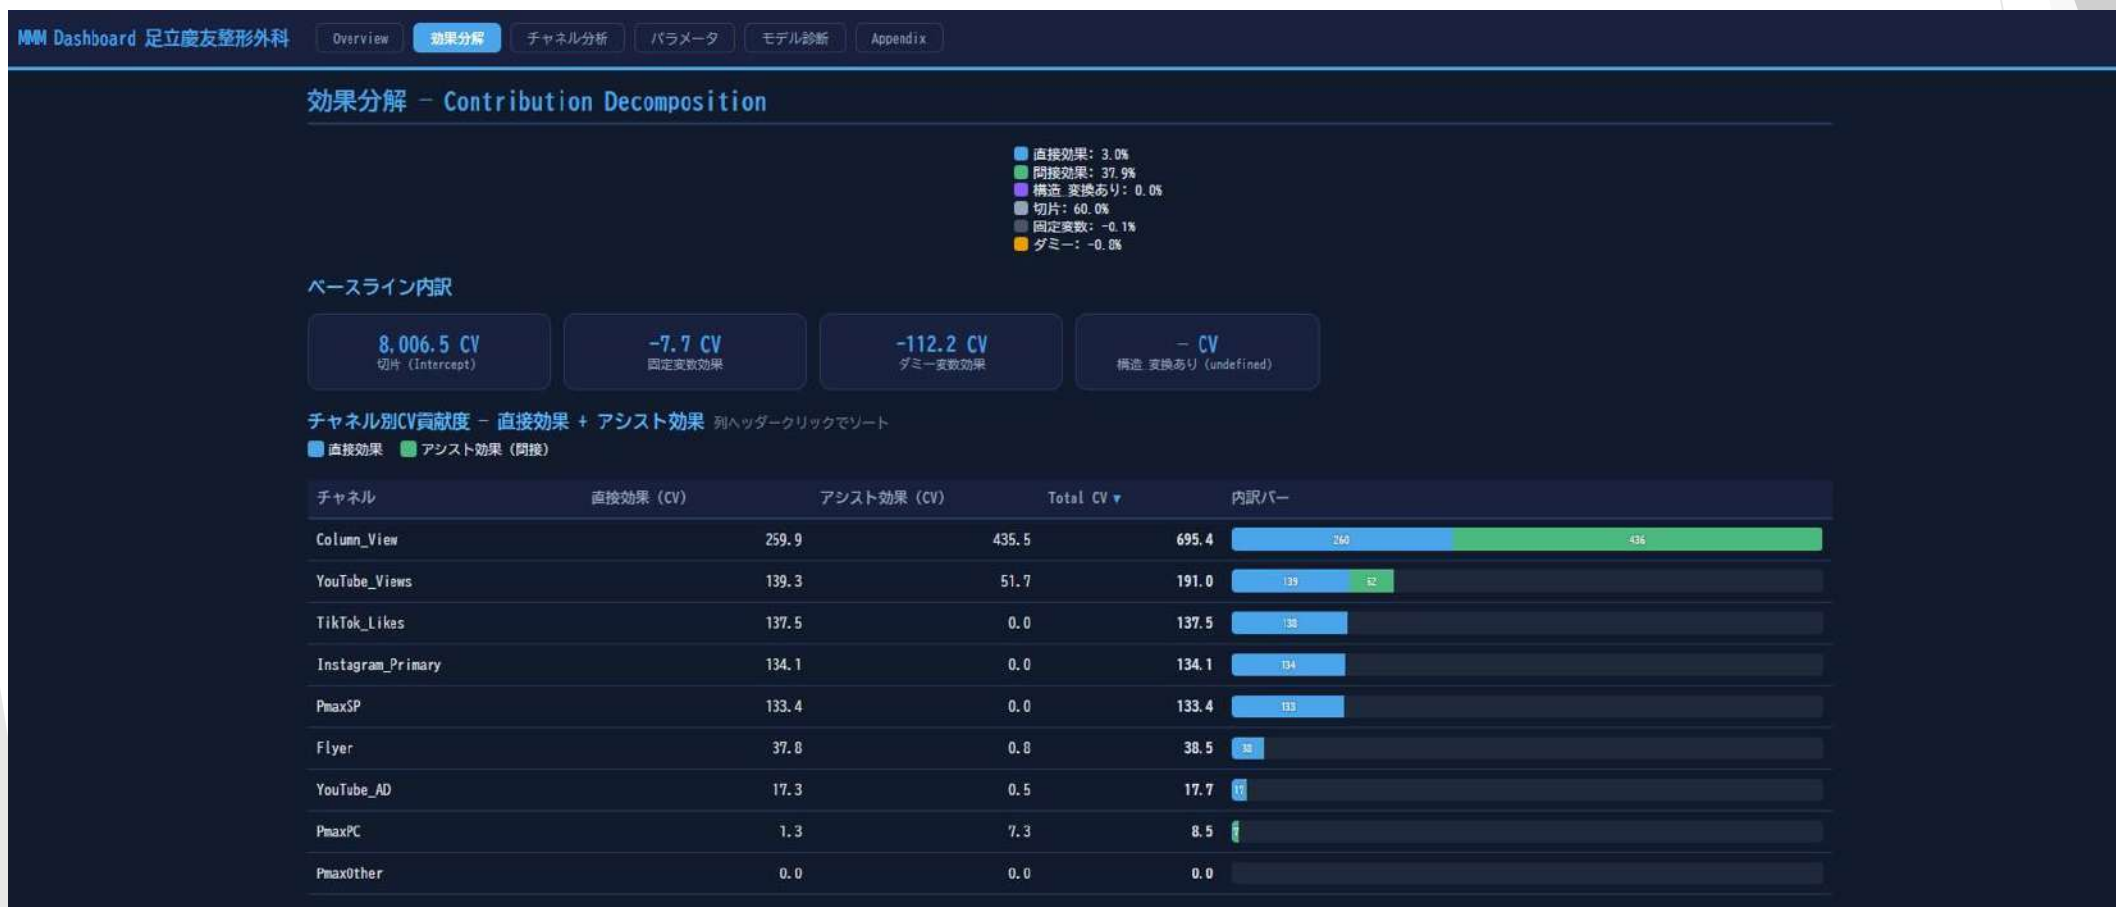 MMM Dashboard 足立慶友整形外科 Overview 効果分解 チャネル分析 パラメータ モデル診断 Appendix
効果分解 - Contribution Decomposition
直接効果: 3.0%
間接効果: 37.9%
構造_変換あり: 0.0%
切片: 60.0%
固定変数: -0.1%
ダミー: -0.8%
ベースライン内訳
8,006.5 CV
切片 (Intercept)
-7.7 CV
固定変数効果
-112.2 CV
ダミー変数効果
- CV
構造_変換あり (undefined)
チャネル別CV貢献度 - 直接効果 + アシスト効果 列ヘッダークリックでソート
直接効果 アシスト効果 (間接)
チャネル 直接効果 (CV) アシスト効果 (CV) Total CV ▼ 内訳バー
Column_View 259.9 435.5 695.4 260 436
YouTube_Views 139.3 51.7 191.0 139 52
TikTok_Likes 137.5 0.0 137.5 138
Instagram_Primary 134.1 0.0 134.1 134
PmaxSP 133.4 0.0 133.4 133
Flyer 37.8 0.8 38.5 38
YouTube_AD 17.3 0.5 17.7 17
PmaxPC 1.3 7.3 8.5 7
PmaxOther 0.0 0.0 0.0